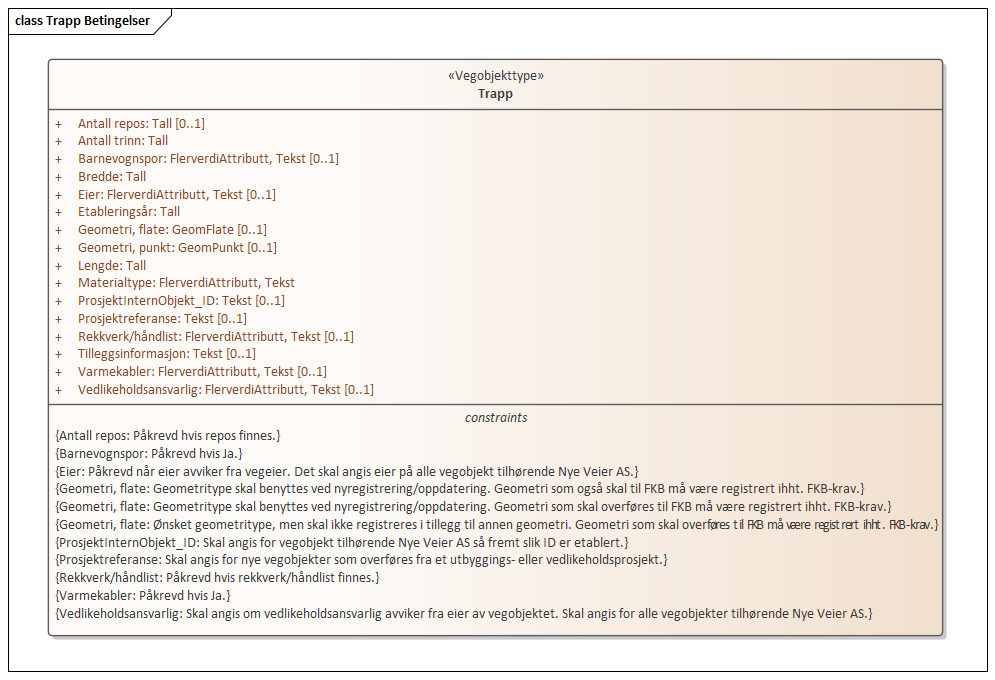 class Trapp Betingelser
«Vegobjekttype»
Trapp
+ Antall repos: Tall [0..1]
+ Antall trinn: Tall
+ Barnevognspor: FlerverdiAttributt, Tekst [0..1]
+ Bredde: Tall
+ Eier: FlerverdiAttributt, Tekst [0..1]
+ Etableringsår: Tall
+ Geometri, flate: GeomFlate [0..1]
+ Geometri, punkt: GeomPunkt [0..1]
+ Lengde: Tall
+ Materialtype: FlerverdiAttributt, Tekst
+ ProsjektInternObjekt_ID: Tekst [0..1]
+ Prosjektreferanse: Tekst [0..1]
+ Rekkverk/håndlist: FlerverdiAttributt, Tekst [0..1]
+ Tilleggsinformasjon: Tekst [0..1]
+ Varmekabler: FlerverdiAttributt, Tekst [0..1]
+ Vedlikeholdsansvarlig: FlerverdiAttributt, Tekst [0..1]
constraints
{Antall repos: Påkrevd hvis repos finnes.}
{Barnevognspor: Påkrevd hvis Ja.}
{Eier: Påkrevd når eier avviker fra vegeier. Det skal angis eier på alle vegobjekt tilhørende Nye Veier AS.}
{Geometri, flate: Geometritype skal benyttes ved nyregistrering/oppdatering. Geometri som også skal til FKB må være registrert ihht. FKB-krav.}
{Geometri, flate: Geometritype skal benyttes ved nyregistrering/oppdatering. Geometri som skal overføres til FKB må være registrert ihht. FKB-krav.}
{Geometri, flate: Ønsket geometritype, men skal ikke registreres i tillegg til annen geometri. Geometri som skal overføres til FKB må være registrert ihht. FKB-krav.}
{ProsjektInternObjekt_ID: Skal angis for vegobjekt tilhørende Nye Veier AS så fremt slik ID er etablert.}
{Prosjektreferanse: Skal angis for nye vegobjekter som overføres fra et utbyggings- eller vedlikeholdsprosjekt.}
{Rekkverk/håndlist: Påkrevd hvis rekkverk/håndlist finnes.}
{Varmekabler: Påkrevd hvis Ja.}
{Vedlikeholdsansvarlig: Skal angis om vedlikeholdsansvarlig avviker fra eier av vegobjektet. Skal angis for alle vegobjekter tilhørende Nye Veier AS.}